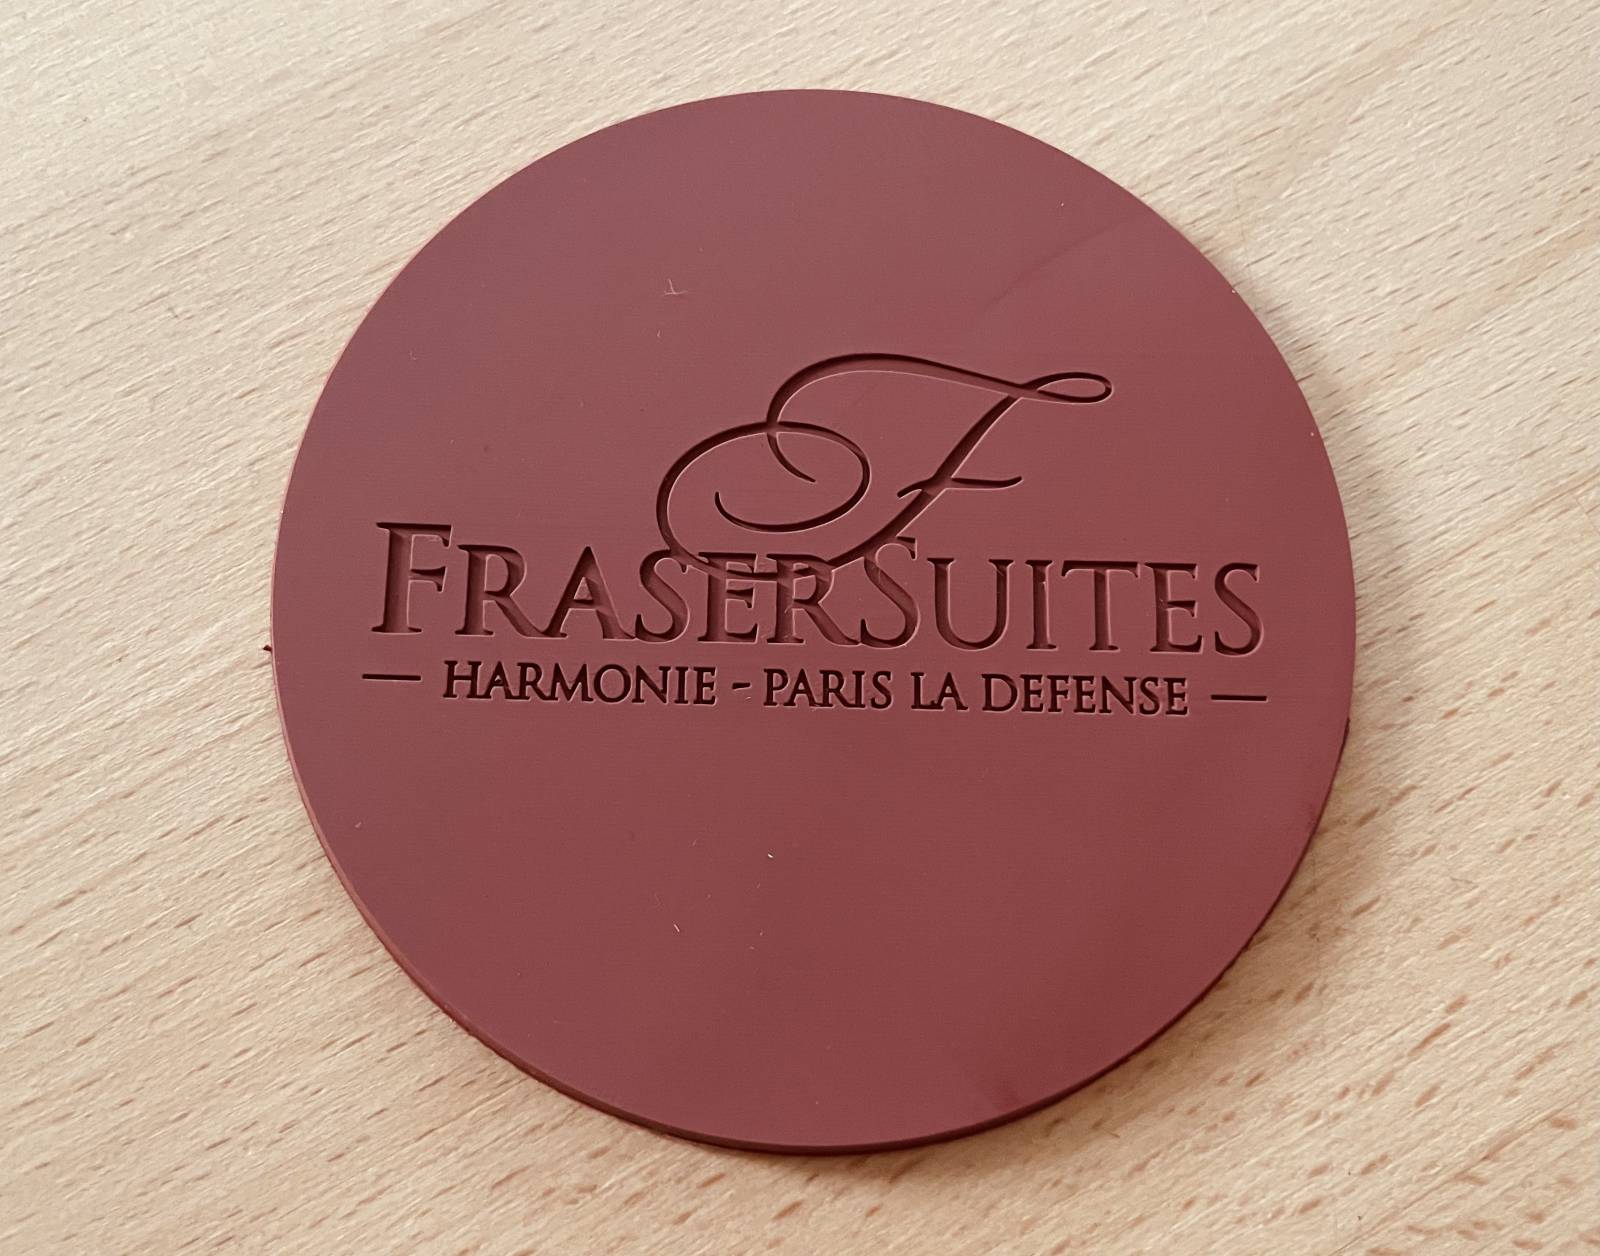 F
FRASERSUITES
— HARMONIE - PARIS LA DEFENSE —